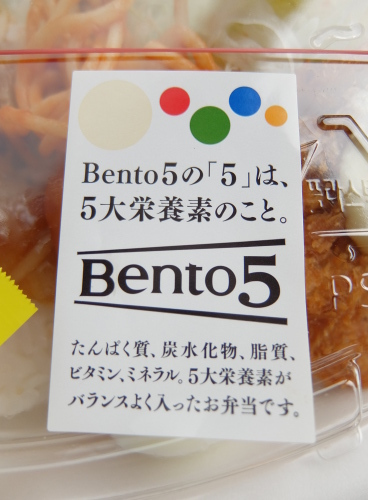 Bento5の「5」は、
5大栄養素のこと。
Bento5
たんぱく質、炭水化物、脂質、
ビタミン、ミネラル。5大栄養素が
バランスよく入ったお弁当です。